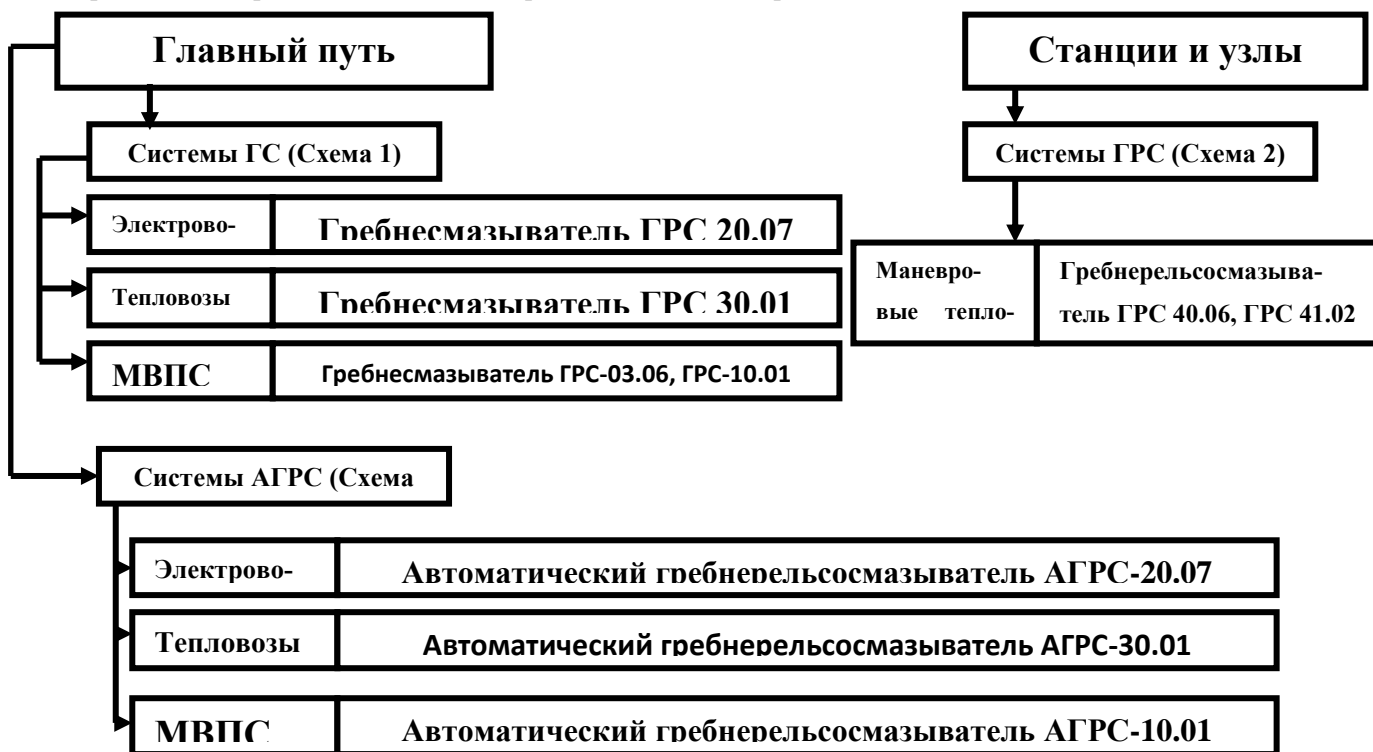 Главный путь
Станции и узлы
Системы ГС (Схема 1)
Системы ГРС (Схема 2)
Электрово-
Гребнесмазыватель ГРС 20.07
Тепловозы
Гребнесмазыватель ГРС 30.01
МВПС
Гребнесмазыватель ГРС-03.06, ГРС-10.01
Маневро-
вые тепло-
Гребнерельсосмазыва-
тель ГРС 40.06, ГРС 41.02
Системы АГРС (Схема
Электрово-
Автоматический гребнерельсосмазыватель АГРС-20.07
Тепловозы
Автоматический гребнерельсосмазыватель АГРС-30.01
МВПС
Автоматический гребнерельсосмазыватель АГРС-10.01